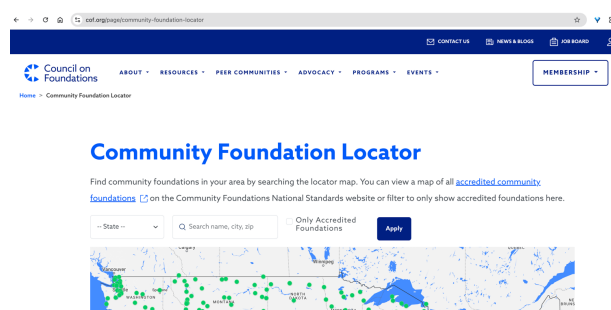 cof.org/page/community-foundation-locator
CONTACT US NEWS & BLOGS JOB BOARD
Council on
Foundations
ABOUT RESOURCES PEER COMMUNITIES ADVOCACY PROGRAMS EVENTS MEMBERSHIP
Home > Community Foundation Locator
Community Foundation Locator
Find community foundations in your area by searching the locator map. You can view a map of all accredited community
foundations on the Community Foundations National Standards website or filter to only show accredited foundations here.
-- State -- Search name, city, zip Only Accredited
Foundations Apply
Calgary
Winnipeg
Vancouver
WASHINGTON
MONTANA
NORTH
DAKOTA
NE
BRUNS